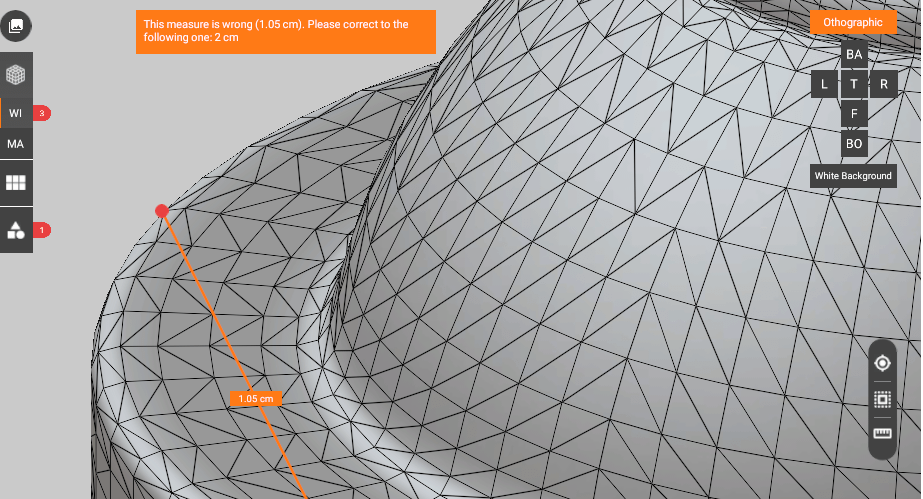 This measure is wrong (1.05 cm). Please correct to the
following one: 2 cm
Othographic
BA
L T R
F
BO
White Background
WI 3
MA
1
1.05 cm